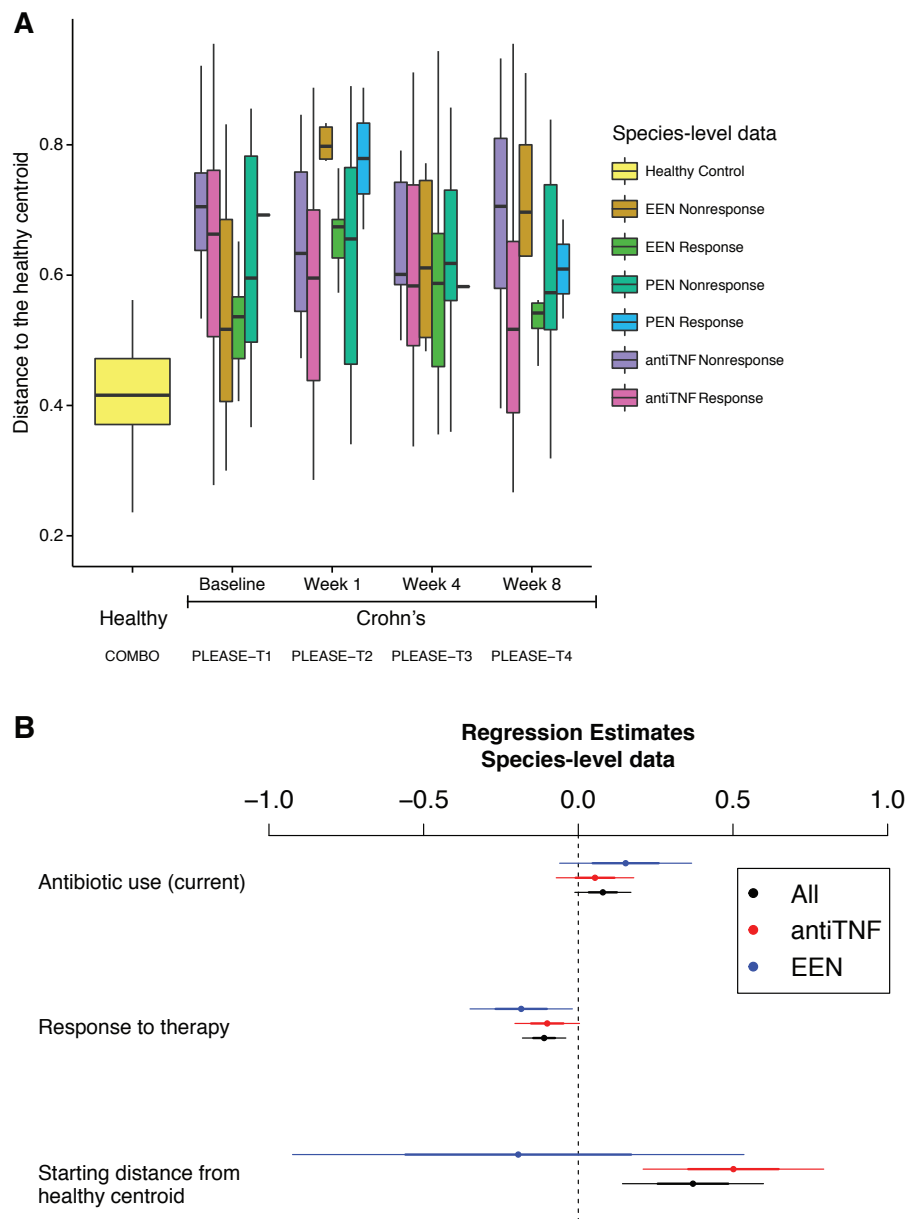 A
Distance to the healthy centroid
0.8
0.6
0.4
0.2
Species-level data
Healthy Control
EEN Nonresponse
EEN Response
PEN Nonresponse
PEN Response
antiTNF Nonresponse
antiTNF Response
Baseline Week 1 Week 4 Week 8
Healthy Crohn's
COMBO PLEASE−T1 PLEASE−T2 PLEASE−T3 PLEASE−T4
B
Regression Estimates
Species-level data
−1.0 −0.5 0.0 0.5 1.0
Antibiotic use (current)
All
antiTNF
EEN
Response to therapy
Starting distance from
healthy centroid